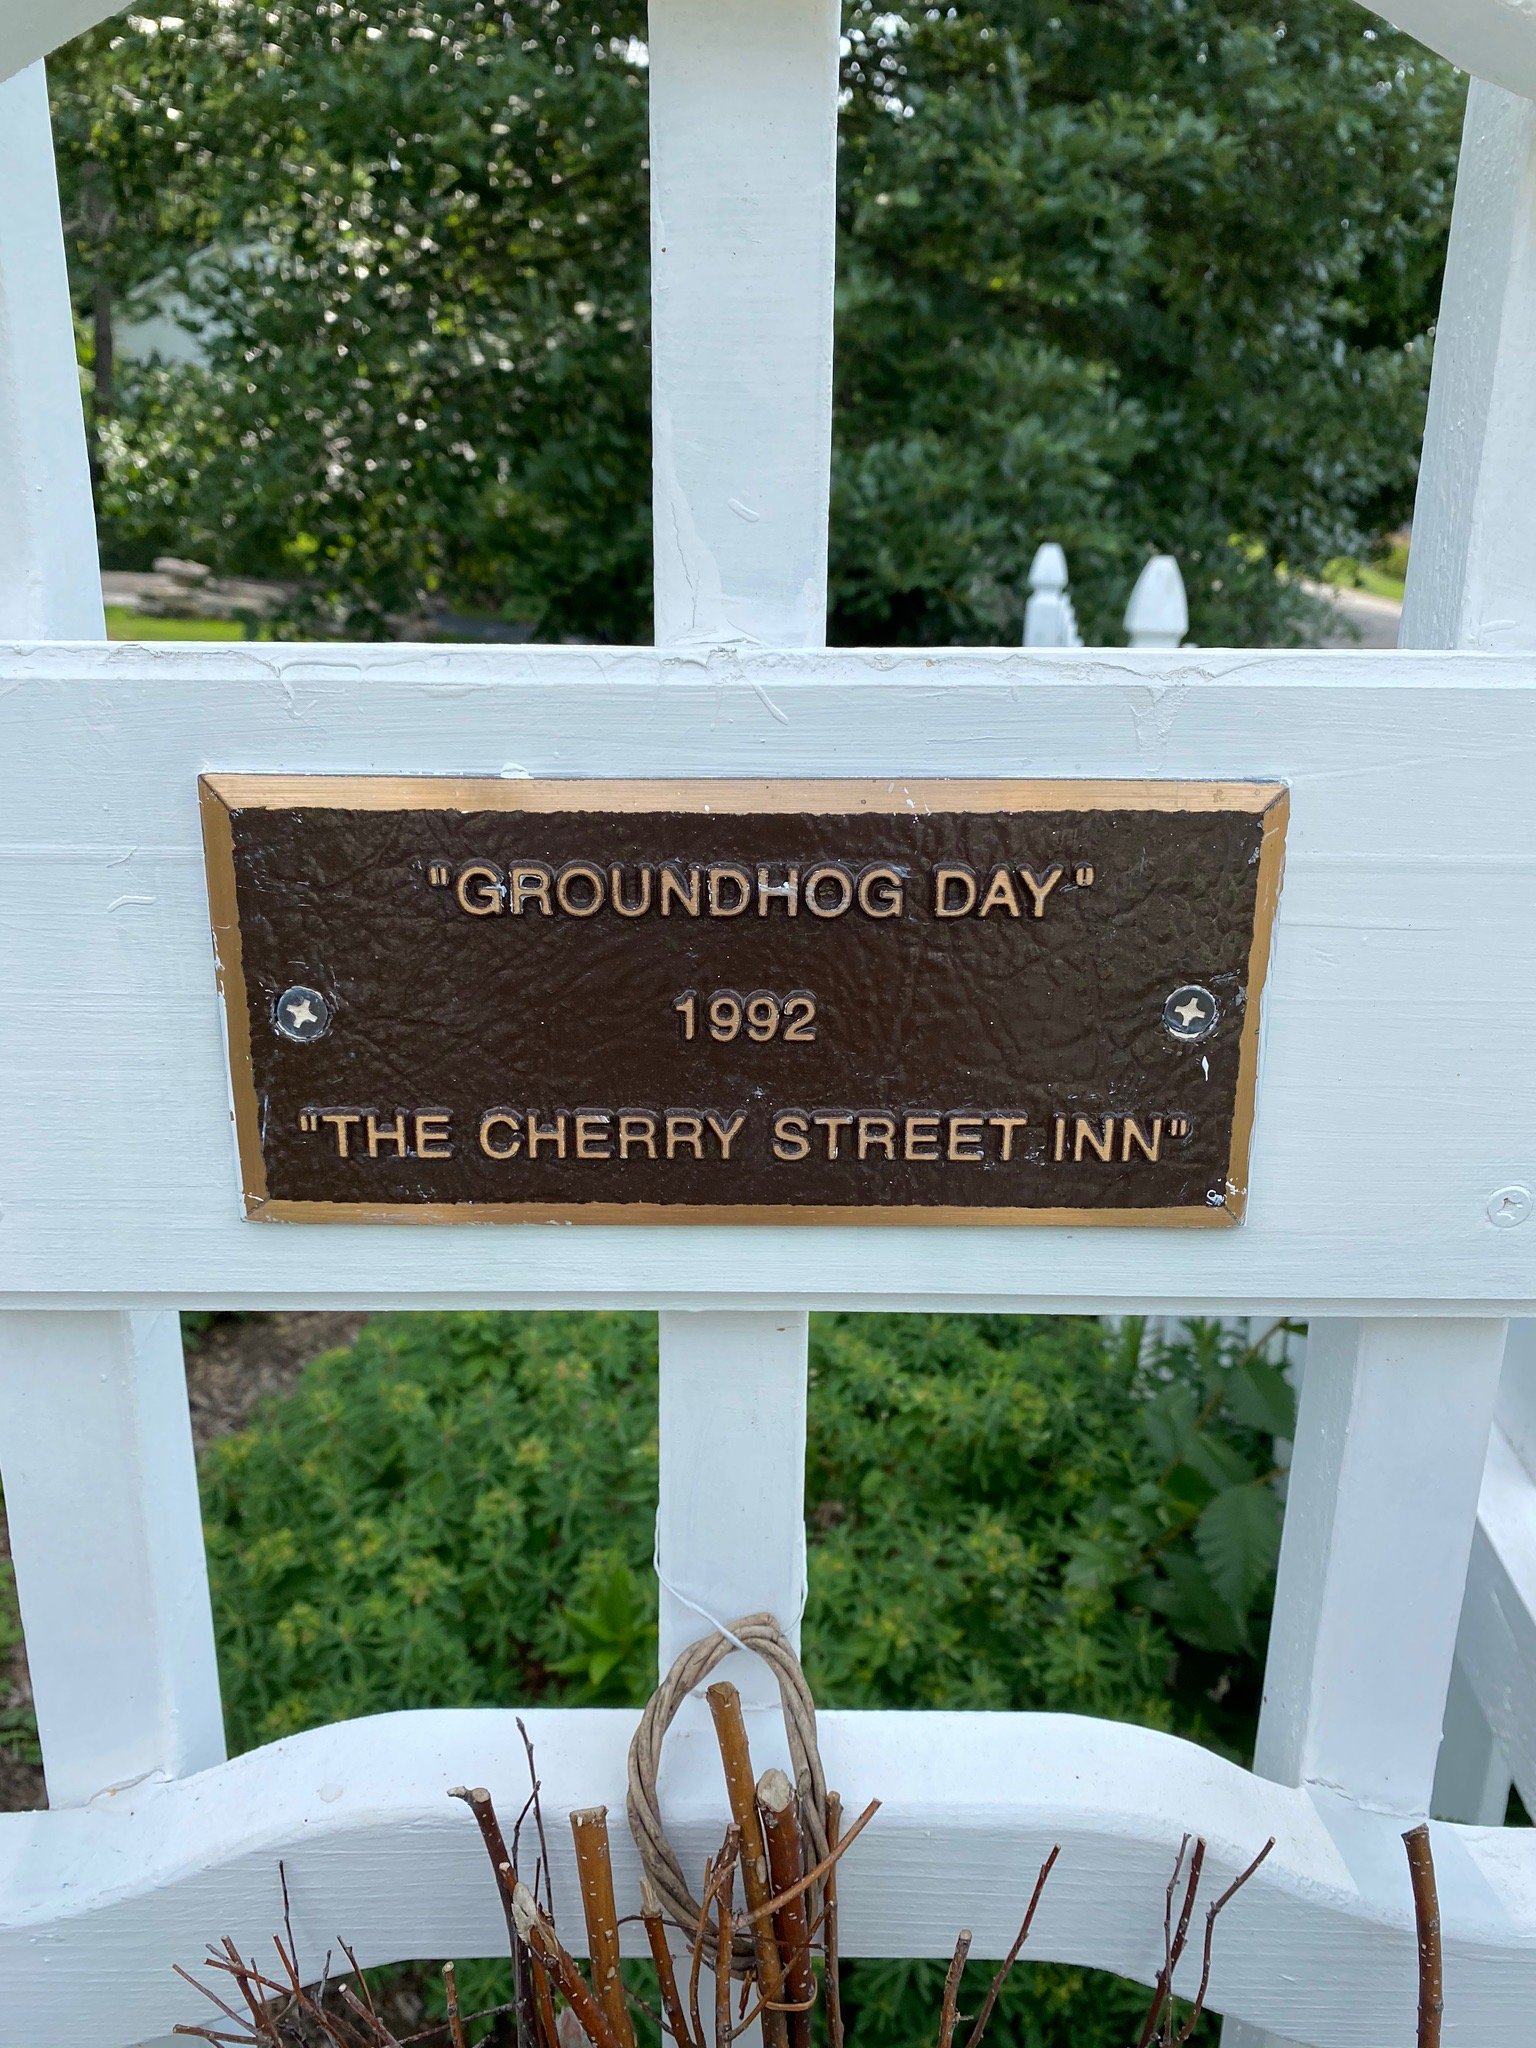 "GROUNDHOG DAY"
1992
"THE CHERRY STREET INN"